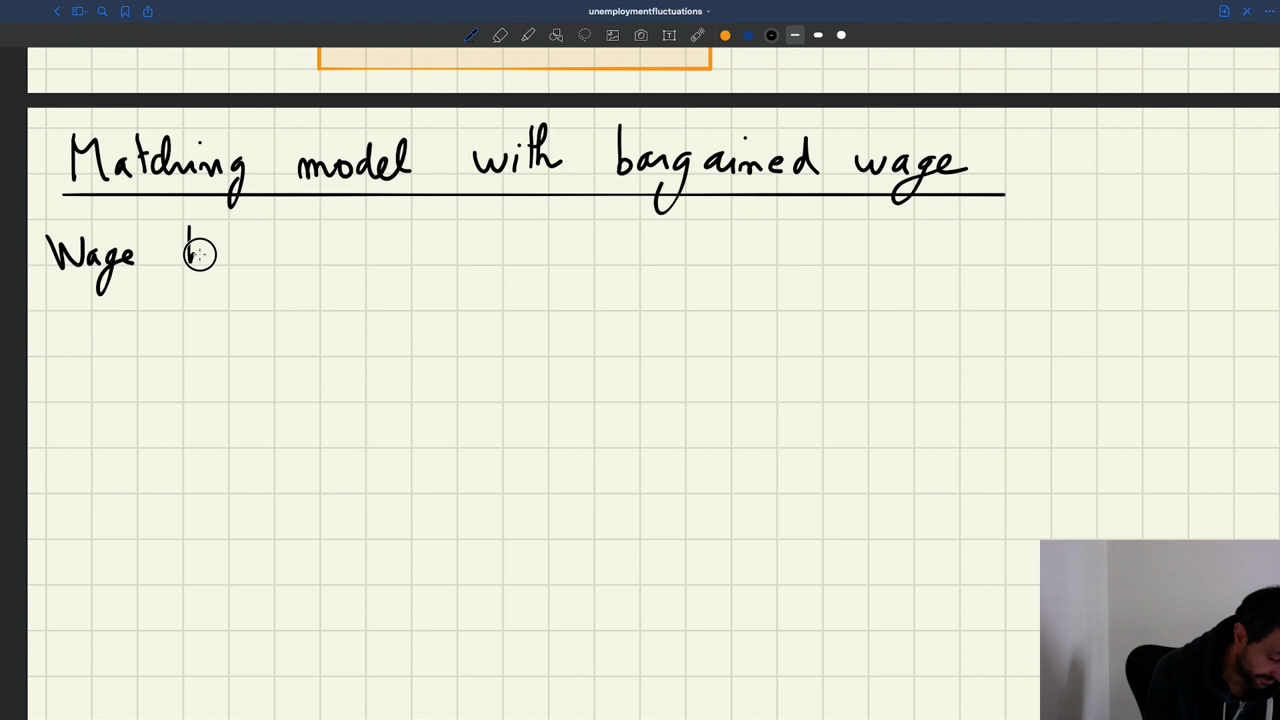 unemploymentfluctuations
Matching model with bargained wage
Wage b